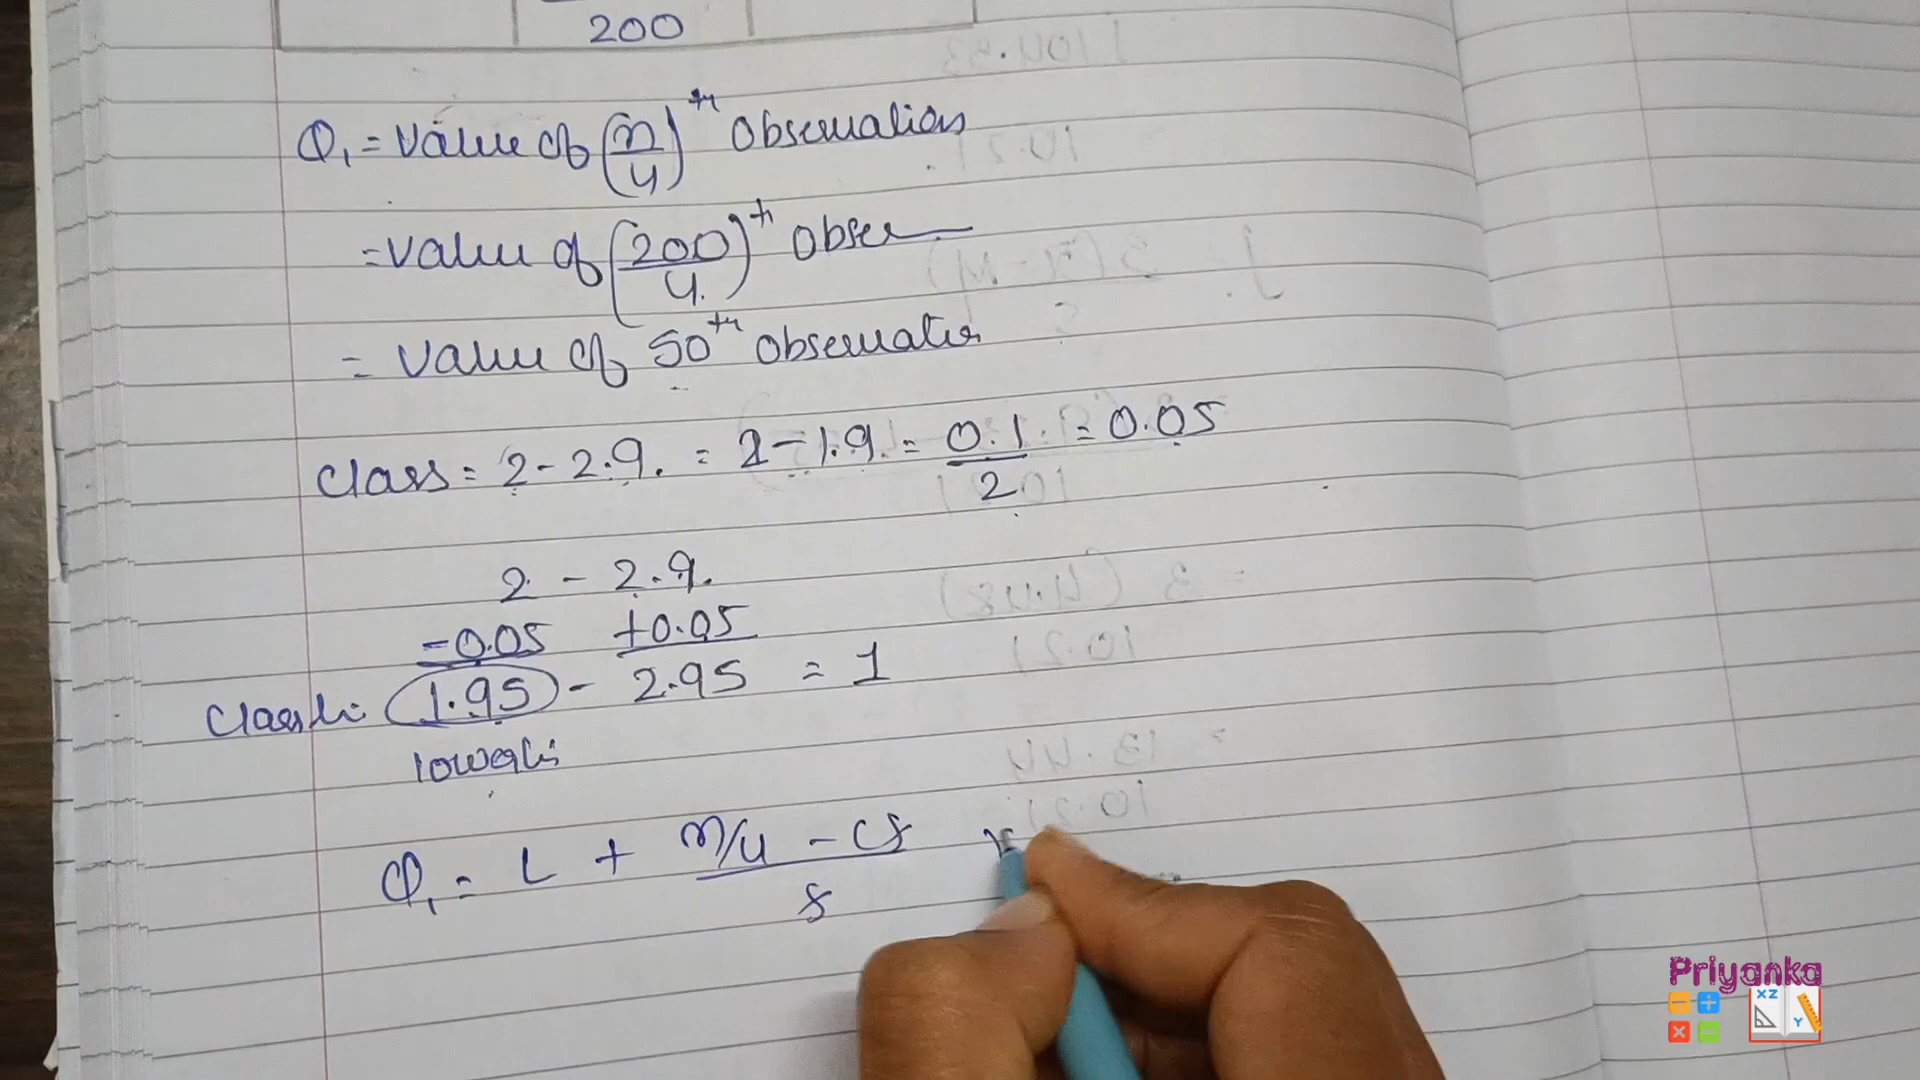 200
Q₁ = Value of (n/4)th Observation
= Value of (200/4)th obser
= Value of 50th observation
Class = 2 - 2.9. = 2 - 1.9 = 0.1/2 = 0.05
2 - 2.9.
-0.05 +0.05
Class li: 1.95 - 2.95 = 1
lower li:
Q₁ = L + n/4 - cf / f ×
Priyanka
XZ
Y